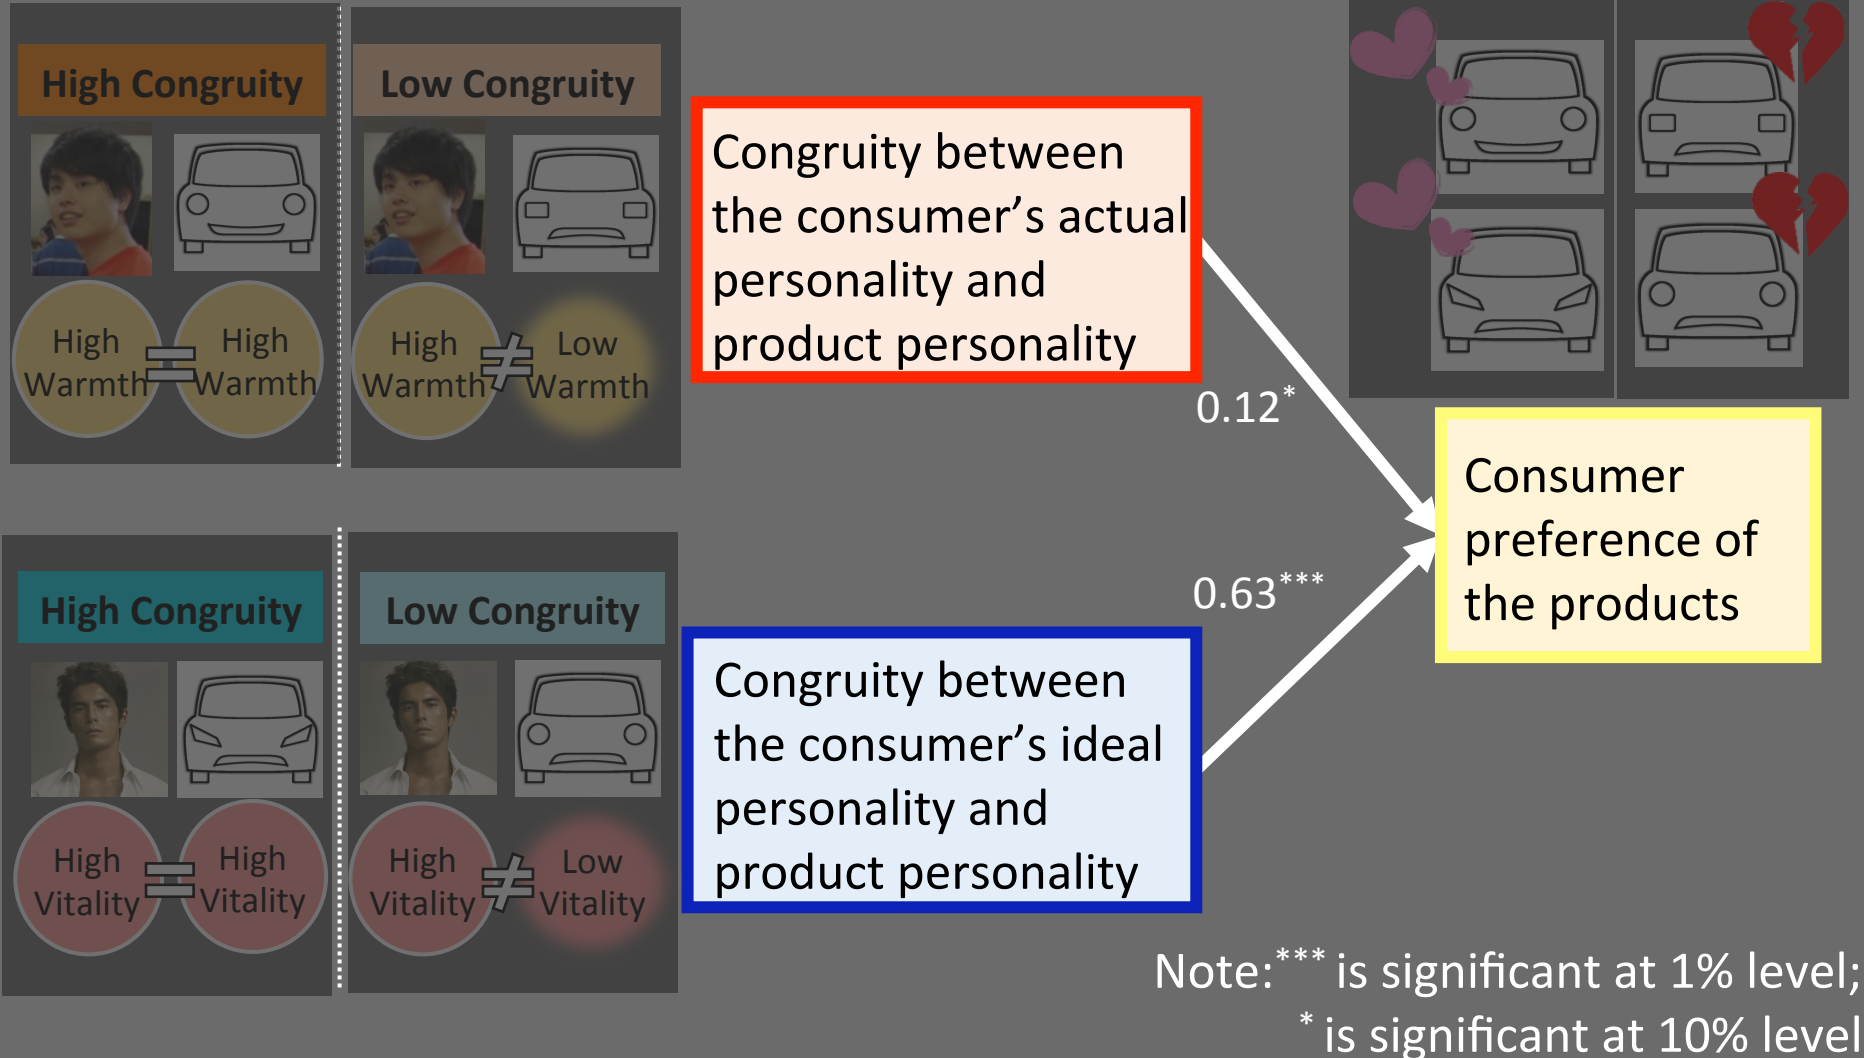 High Congruity
Low Congruity
High
Warmth
=
High
Warmth
High
Warmth
≠
Low
Warmth
Congruity between
the consumer’s actual
personality and
product personality
0.12*
Consumer
preference of
the products
High Congruity
Low Congruity
High
Vitality
=
High
Vitality
High
Vitality
≠
Low
Vitality
Congruity between
the consumer’s ideal
personality and
product personality
0.63***
Note:*** is significant at 1% level;
* is significant at 10% level